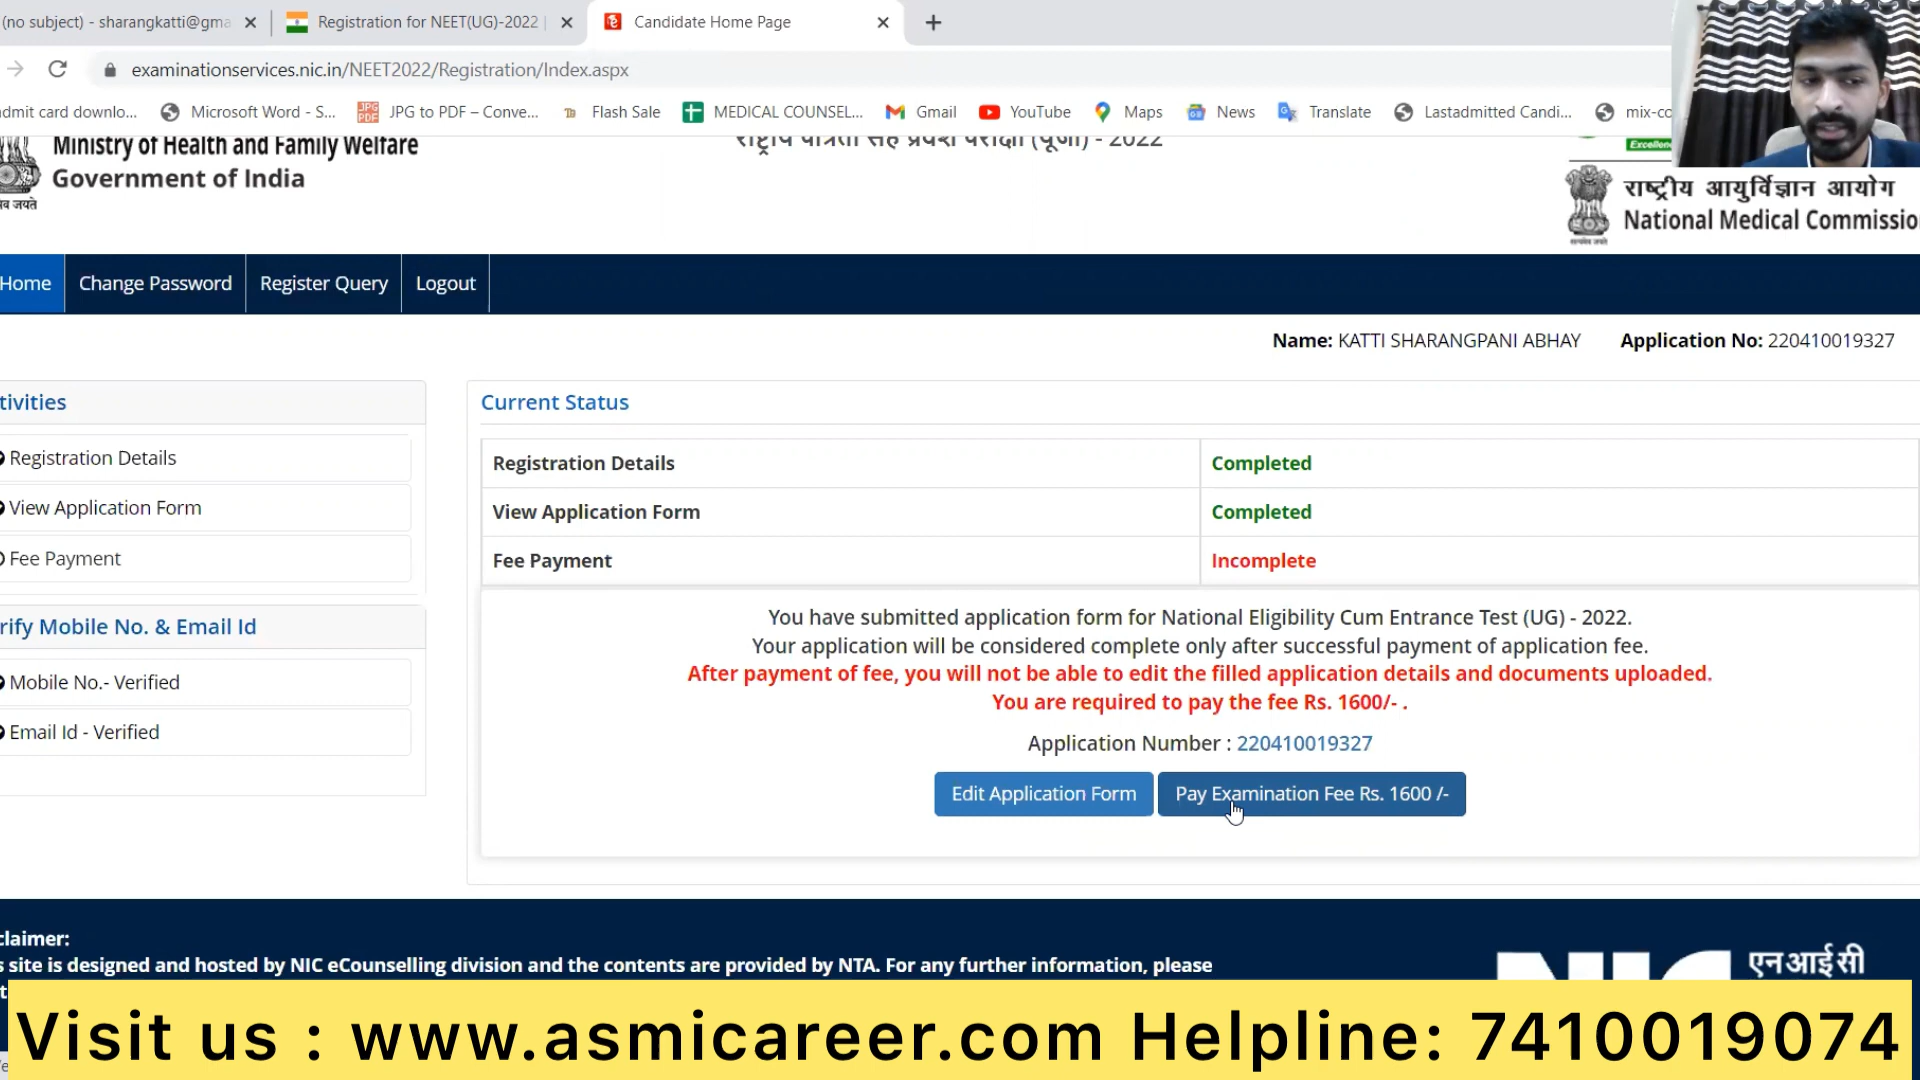 (no subject) - sharangkatti@gma
Registration for NEET(UG)-2022 |
Candidate Home Page
examinationservices.nic.in/NEET2022/Registration/Index.aspx
dmit card downlo...
Microsoft Word - S...
JPG to PDF – Conve...
Flash Sale
MEDICAL COUNSEL...
Gmail
YouTube
Maps
News
Translate
Lastadmitted Candi...
mix-co
Ministry of Health and Family Welfare
Government of India
राष्ट्रीय पात्रता सह प्रवेश परीक्षा (यूजी) - 2022
Excellen
राष्ट्रीय आयुर्विज्ञान आयोग
National Medical Commissio
Home
Change Password
Register Query
Logout
Name: KATTI SHARANGPANI ABHAY Application No: 220410019327
tivities
Registration Details
View Application Form
Fee Payment
rify Mobile No. & Email Id
Mobile No.- Verified
Email Id - Verified
Current Status
Registration Details Completed
View Application Form Completed
Fee Payment Incomplete
You have submitted application form for National Eligibility Cum Entrance Test (UG) - 2022.
Your application will be considered complete only after successful payment of application fee.
After payment of fee, you will not be able to edit the filled application details and documents uploaded.
You are required to pay the fee Rs. 1600/- .
Application Number : 220410019327
Edit Application Form
Pay Examination Fee Rs. 1600 /-
claimer:
s site is designed and hosted by NIC eCounselling division and the contents are provided by NTA. For any further information, please
NIC
एनआईसी
Visit us : www.asmicareer.com Helpline: 7410019074